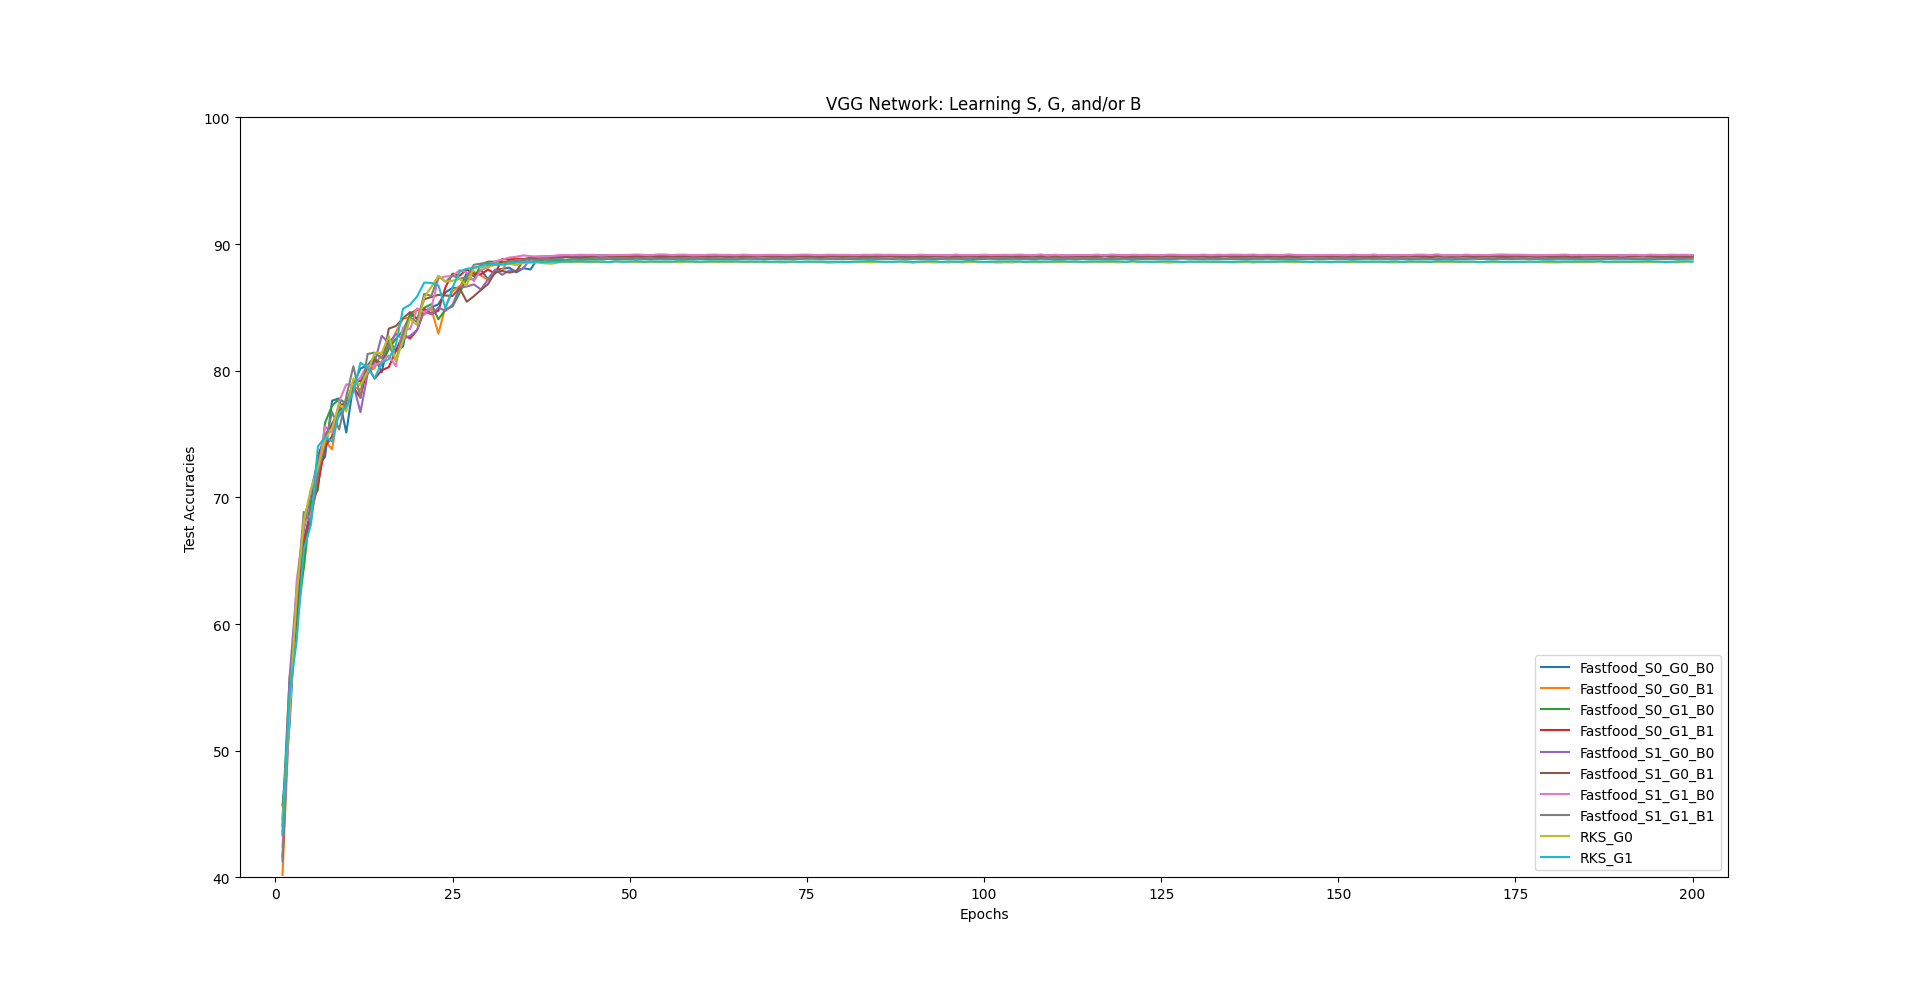 VGG Network: Learning S, G, and/or B
100
90
80
70
60
50
40
Test Accuracies
0 25 50 75 100 125 150 175 200
Epochs
Fastfood_S0_G0_B0
Fastfood_S0_G0_B1
Fastfood_S0_G1_B0
Fastfood_S0_G1_B1
Fastfood_S1_G0_B0
Fastfood_S1_G0_B1
Fastfood_S1_G1_B0
Fastfood_S1_G1_B1
RKS_G0
RKS_G1